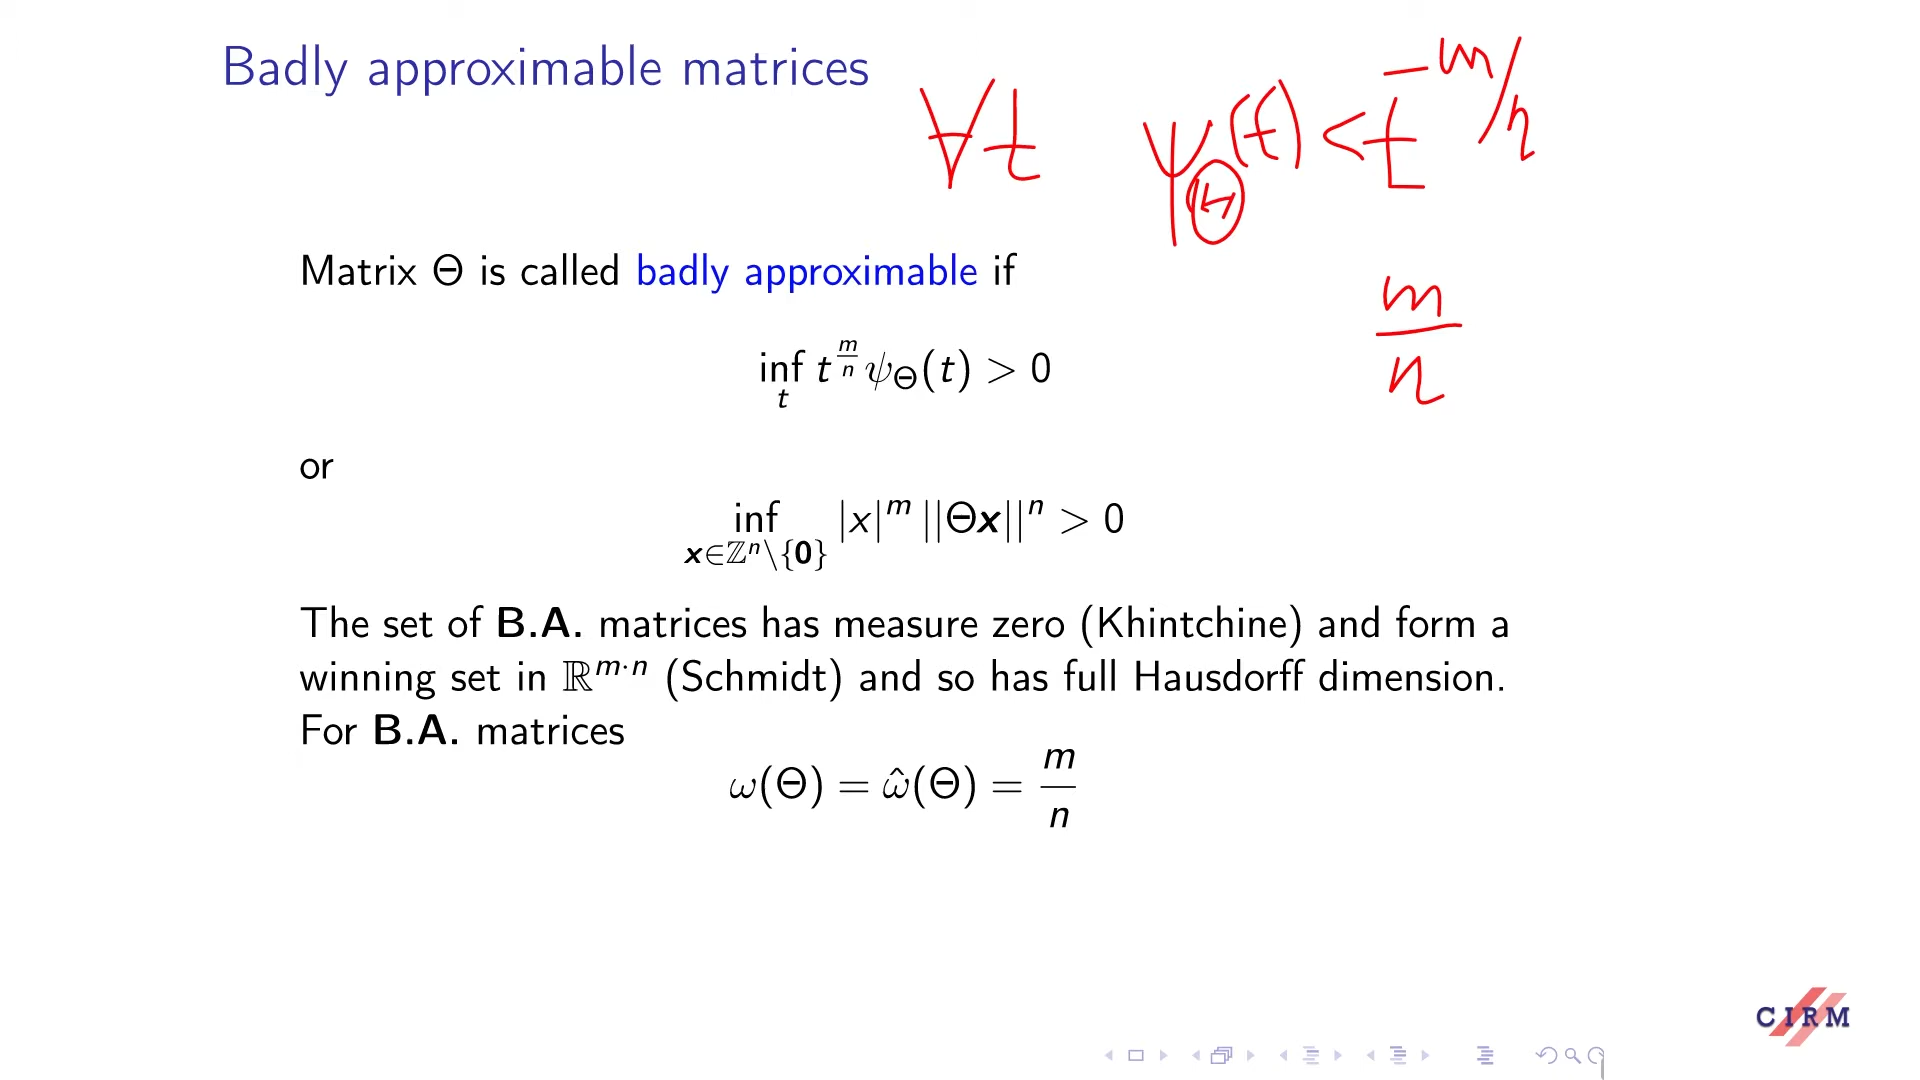 Badly approximable matrices
∀t ψ_Θ(t) < t^{-m/n}
Matrix Θ is called badly approximable if
m/n
inf_t t^{m/n} ψ_Θ(t) > 0
or
inf_{x∈ℤⁿ\{0}} |x|^m ||Θx||^n > 0
The set of B.A. matrices has measure zero (Khintchine) and form a
winning set in ℝ^{m·n} (Schmidt) and so has full Hausdorff dimension.
For B.A. matrices
ω(Θ) = ω̂(Θ) = m/n
CIRM